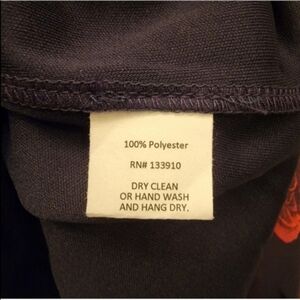 100% Polyester
RN# 133910
DRY CLEAN
OR HAND WASH
AND HANG DRY.